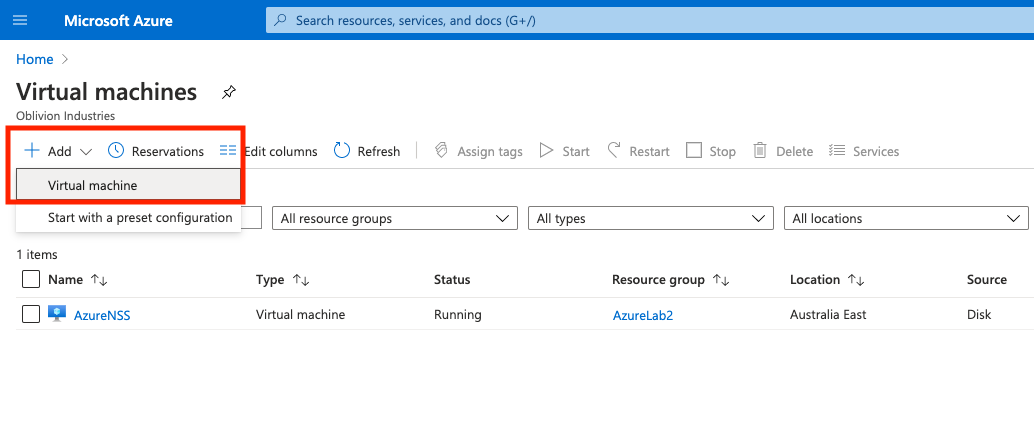 Microsoft Azure Search resources, services, and docs (G+/)
Home
Virtual machines
Oblivion Industries
Add Reservations Edit columns Refresh Assign tags Start Restart Stop Delete Services
Virtual machine
Start with a preset configuration All resource groups All types All locations
1 items
Name Type Status Resource group Location Source
AzureNSS Virtual machine Running AzureLab2 Australia East Disk